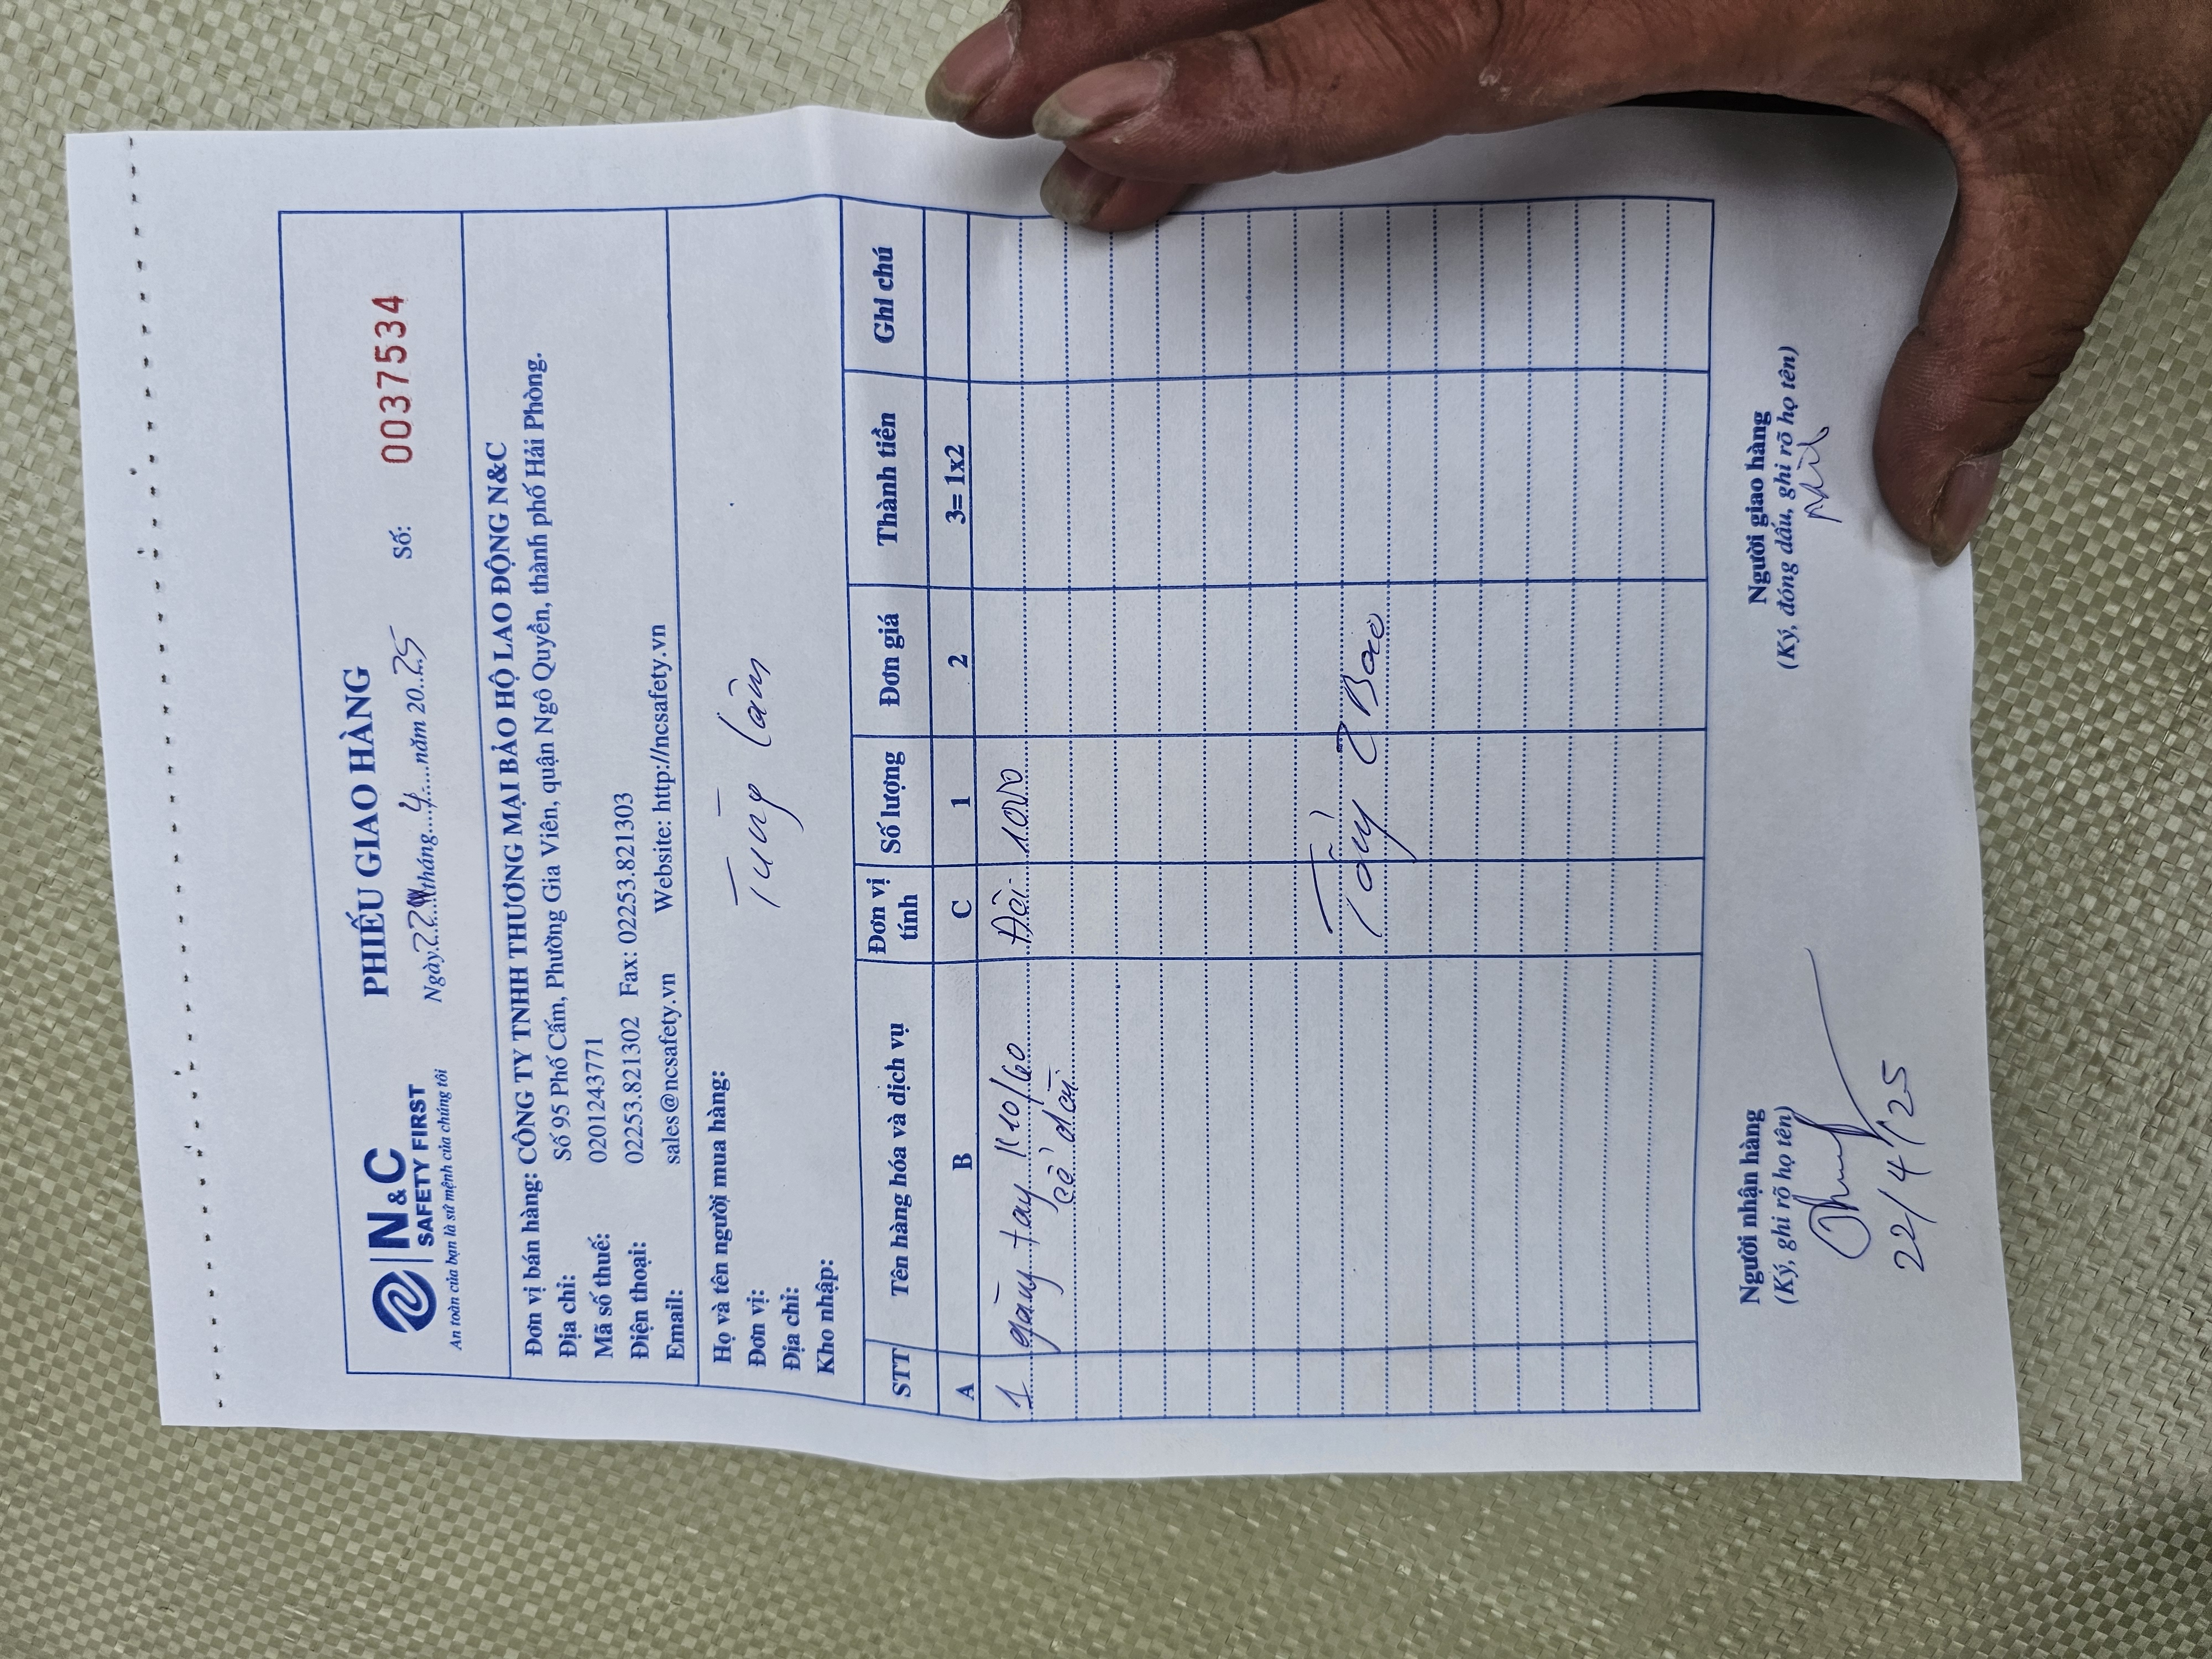 N&C
SAFETY FIRST
An toàn của bạn là sứ mệnh của chúng tôi
PHIẾU GIAO HÀNG
Ngày 22 tháng 4 năm 2025
Số: 0037534
Đơn vị bán hàng: CÔNG TY TNHH THƯƠNG MẠI BẢO HỘ LAO ĐỘNG N&C
Địa chỉ: Số 95 Phố Cấm, Phường Gia Viên, quận Ngô Quyền, thành phố Hải Phòng.
Mã số thuế: 0201243771
Điện thoại: 02253.821302 Fax: 02253.821303
Email: sales@ncsafety.vn Website: http://ncsafety.vn
Họ và tên người mua hàng:
Đơn vị: Tùng Lâm
Địa chỉ:
Kho nhập:
STT Tên hàng hóa và dịch vụ Đơn vị tính Số lượng Đơn giá Thành tiền Ghi chú
A B C 1 2 3= 1x2
1 găng tay K10/60 Đôi 1000
cổ dài
Tổng 2 Bao
Người nhận hàng
(Ký, ghi rõ họ tên)
22/4/25
Người giao hàng
(Ký, đóng dấu, ghi rõ họ tên)